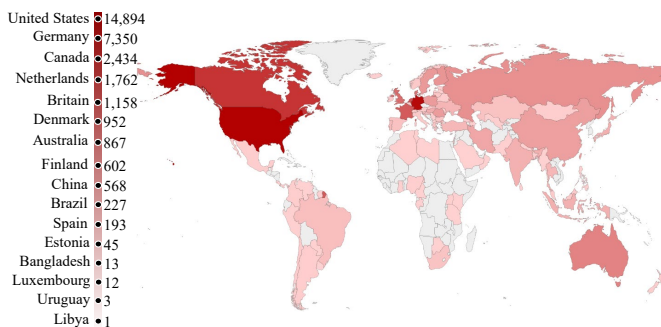 United States 14,894
Germany 7,350
Canada 2,434
Netherlands 1,762
Britain 1,158
Denmark 952
Australia 867
Finland 602
China 568
Brazil 227
Spain 193
Estonia 45
Bangladesh 13
Luxembourg 12
Uruguay 3
Libya 1